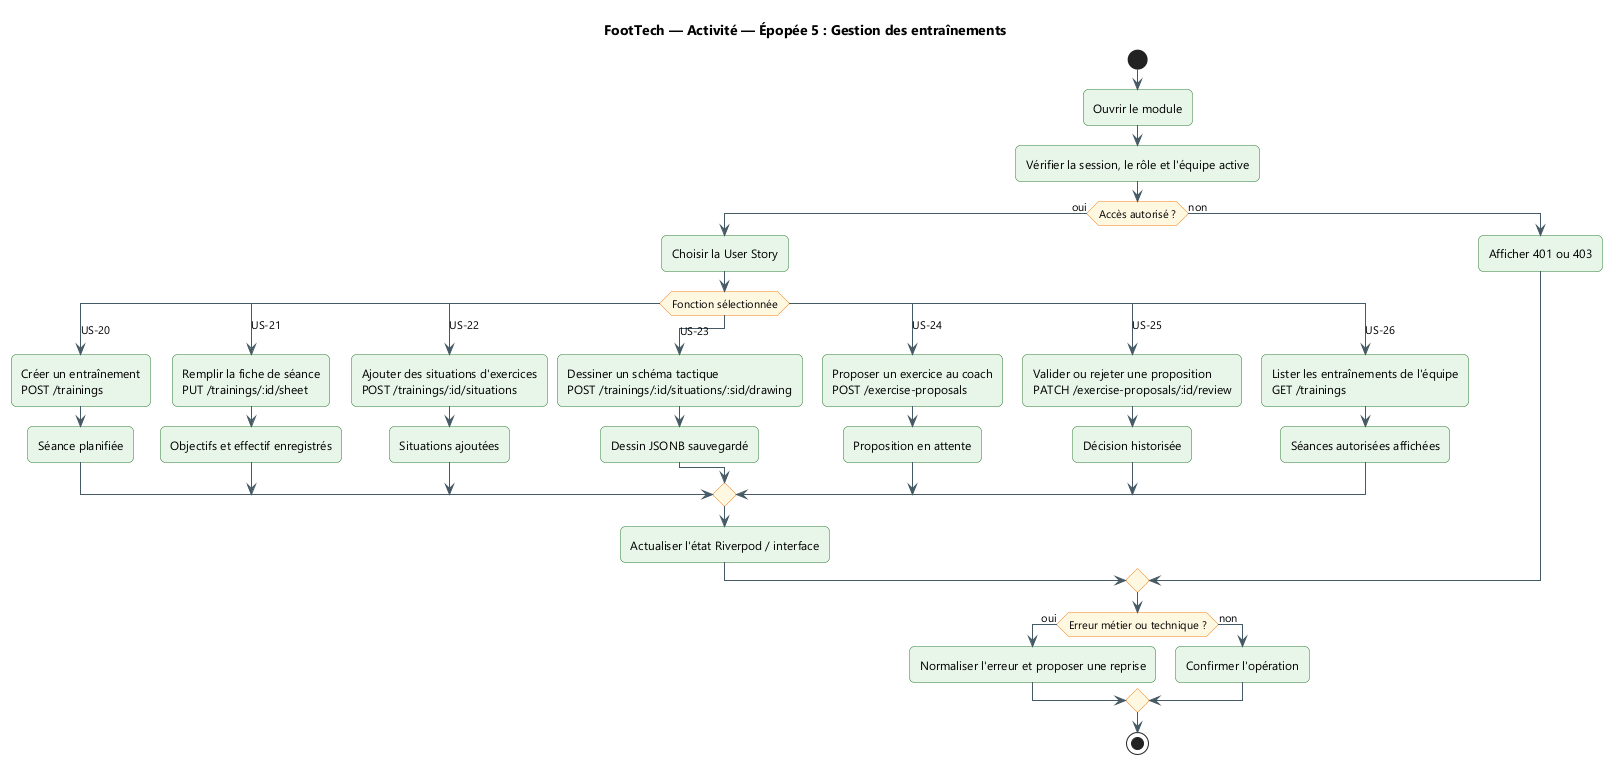 FootTech — Activité — Épopée 5 : Gestion des entraînements
Ouvrir le module
Vérifier la session, le rôle et l'équipe active
oui
Accès autorisé ?
non
Choisir la User Story
Afficher 401 ou 403
Fonction sélectionnée
US-20
US-21
US-22
US-23
US-24
US-25
US-26
Créer un entraînement
POST /trainings
Remplir la fiche de séance
PUT /trainings/:id/sheet
Ajouter des situations d'exercices
POST /trainings/:id/situations
Dessiner un schéma tactique
POST /trainings/:id/situations/:sid/drawing
Proposer un exercice au coach
POST /exercise-proposals
Valider ou rejeter une proposition
PATCH /exercise-proposals/:id/review
Lister les entraînements de l'équipe
GET /trainings
Séance planifiée
Objectifs et effectif enregistrés
Situations ajoutées
Dessin JSONB sauvegardé
Proposition en attente
Décision historisée
Séances autorisées affichées
Actualiser l'état Riverpod / interface
oui
Erreur métier ou technique ?
non
Normaliser l'erreur et proposer une reprise
Confirmer l'opération